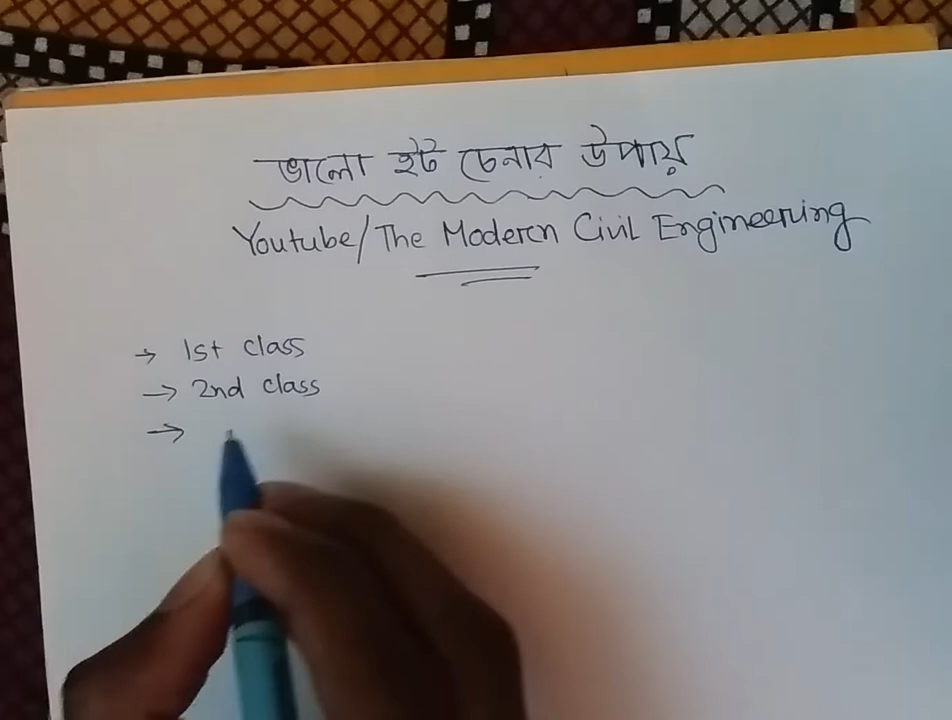 ভালো ইট চেনার উপায়
Youtube/The Modern Civil Engineering
→ 1st class
→ 2nd class
→